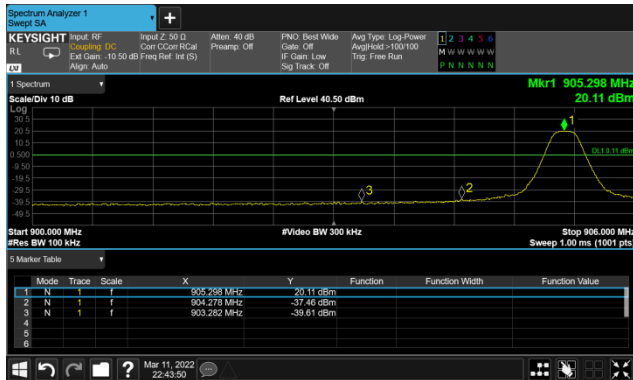 Spectrum Analyzer 1
Swept SA
KEYSIGHT Input: RF Input Z: 50 Ω Atten: 40 dB PNO: Best Wide Avg Type: Log-Power 1 2 3 4 5 6
RL Coupling: DC Corr CCorr RCal Preamp: Off Gate: Off Avg|Hold:>100/100 M W W W W W
Ext Gain: -10.50 dB Freq Ref: Int (S) IF Gain: Low Trig: Free Run
LXI Align: Auto Sig Track: Off P N N N N N
1 Spectrum Mkr1 905.298 MHz
Scale/Div 10 dB Ref Level 40.50 dBm 20.11 dBm
Log
30.5
20.5 1
10.5
0.500 DL1 0.11 dBm
-9.50
-19.5
-29.5 3 2
-39.5
-49.5
Start 900.000 MHz #Video BW 300 kHz Stop 906.000 MHz
#Res BW 100 kHz Sweep 1.00 ms (1001 pts)
5 Marker Table
Mode Trace Scale X Y Function Function Width Function Value
1 N 1 f 905.298 MHz 20.11 dBm
2 N 1 f 904.278 MHz -37.46 dBm
3 N 1 f 903.282 MHz -39.61 dBm
4
5
6
? Mar 11, 2022
22:43:50